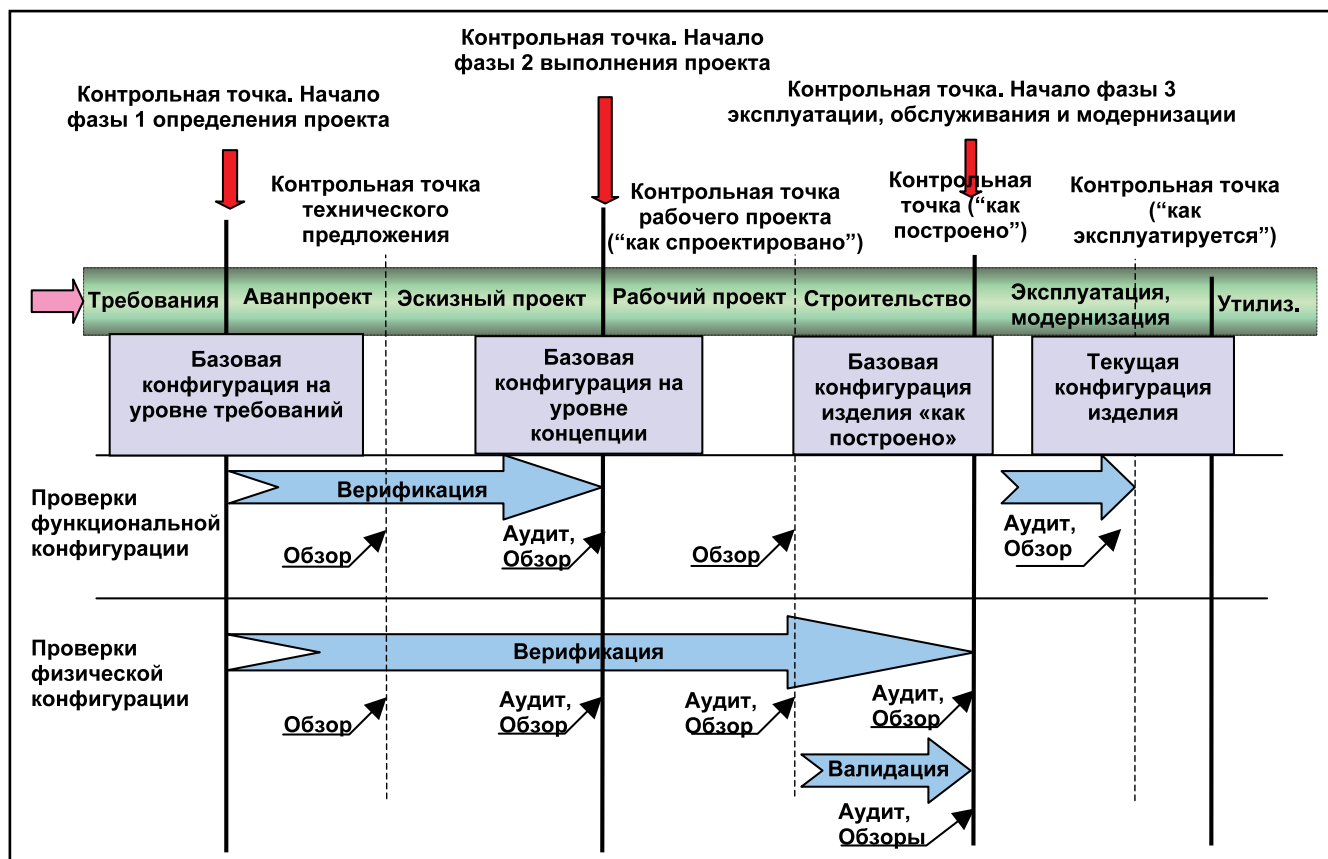 Контрольная точка. Начало
фазы 2 выполнения проекта
Контрольная точка. Начало
фазы 1 определения проекта
Контрольная точка. Начало фазы 3
эксплуатации, обслуживания и модернизации
Контрольная точка
технического
предложения
Контрольная точка
рабочего проекта
(“как спроектировано”)
Контрольная
точка (“как
построено”)
Контрольная точка
(“как
эксплуатируется”)
Требования
Аванпроект
Эскизный проект
Рабочий проект
Строительство
Эксплуатация,
модернизация
Утилиз.
Базовая
конфигурация на
уровне требований
Базовая
конфигурация на
уровне
концепции
Базовая
конфигурация
изделия «как
построено»
Текущая
конфигурация
изделия
Проверки
функциональной
конфигурации
Верификация
Обзор
Аудит,
Обзор
Обзор
Аудит,
Обзор
Проверки
физической
конфигурации
Верификация
Обзор
Аудит,
Обзор
Аудит,
Обзор
Аудит,
Обзор
Валидация
Аудит,
Обзоры